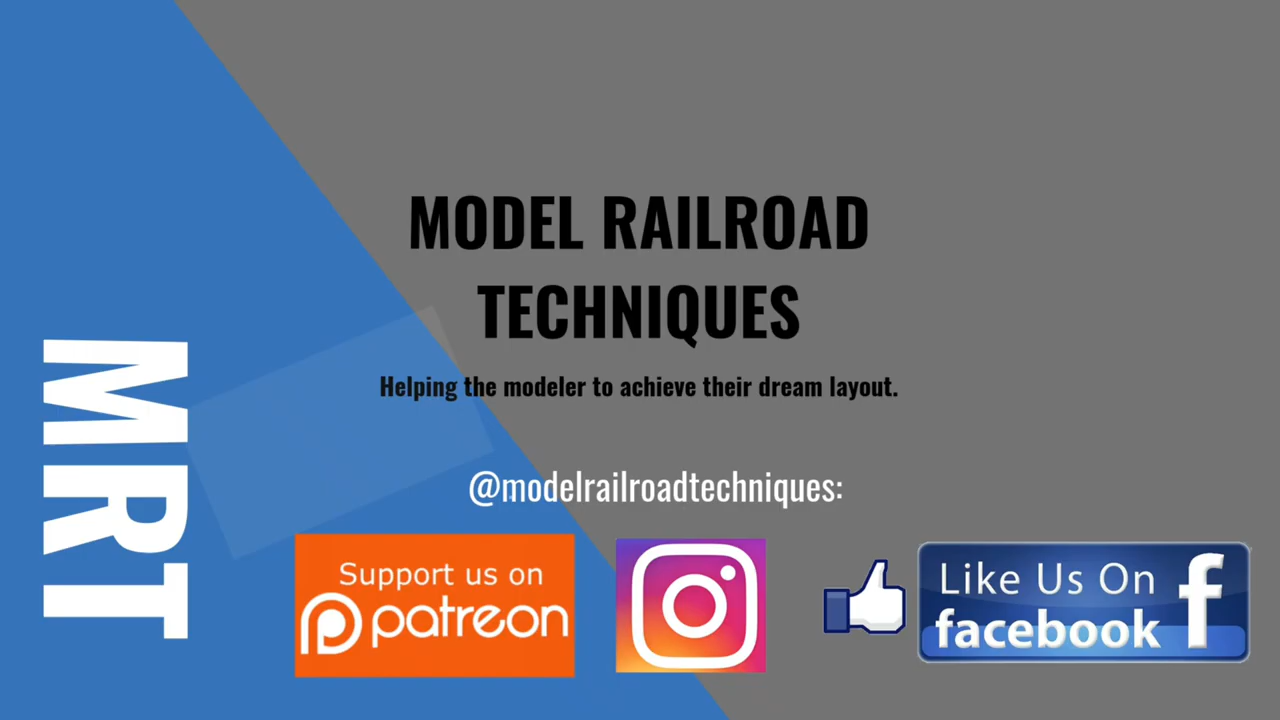 MODEL RAILROAD
TECHNIQUES
Helping the modeler to achieve their dream layout.
MRT
@modelrailroadtechniques:
Support us on
patreon
Like Us On
facebook
f